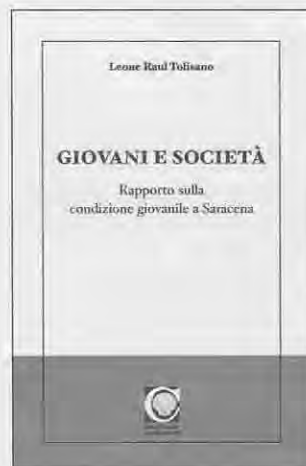 Leone Raul Tolisano
GIOVANI E SOCIETÀ
Rapporto sulla
condizione giovanile a Saracena